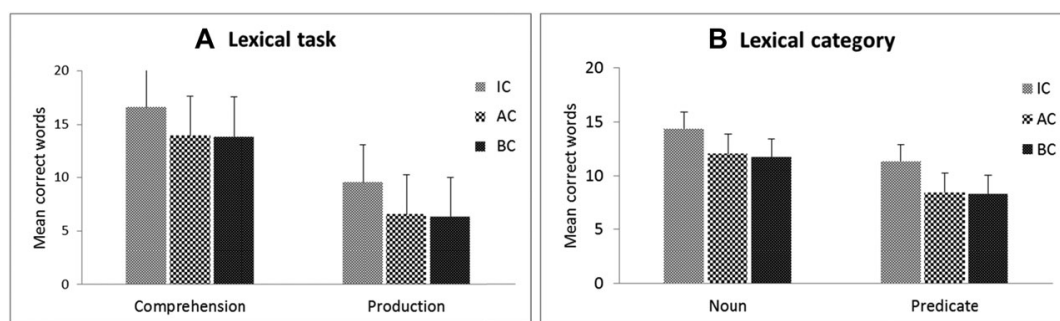 A Lexical task
Mean correct words
20
15
10
5
0
IC
AC
BC
Comprehension
Production
B Lexical category
Mean correct words
20
15
10
5
0
IC
AC
BC
Noun
Predicate